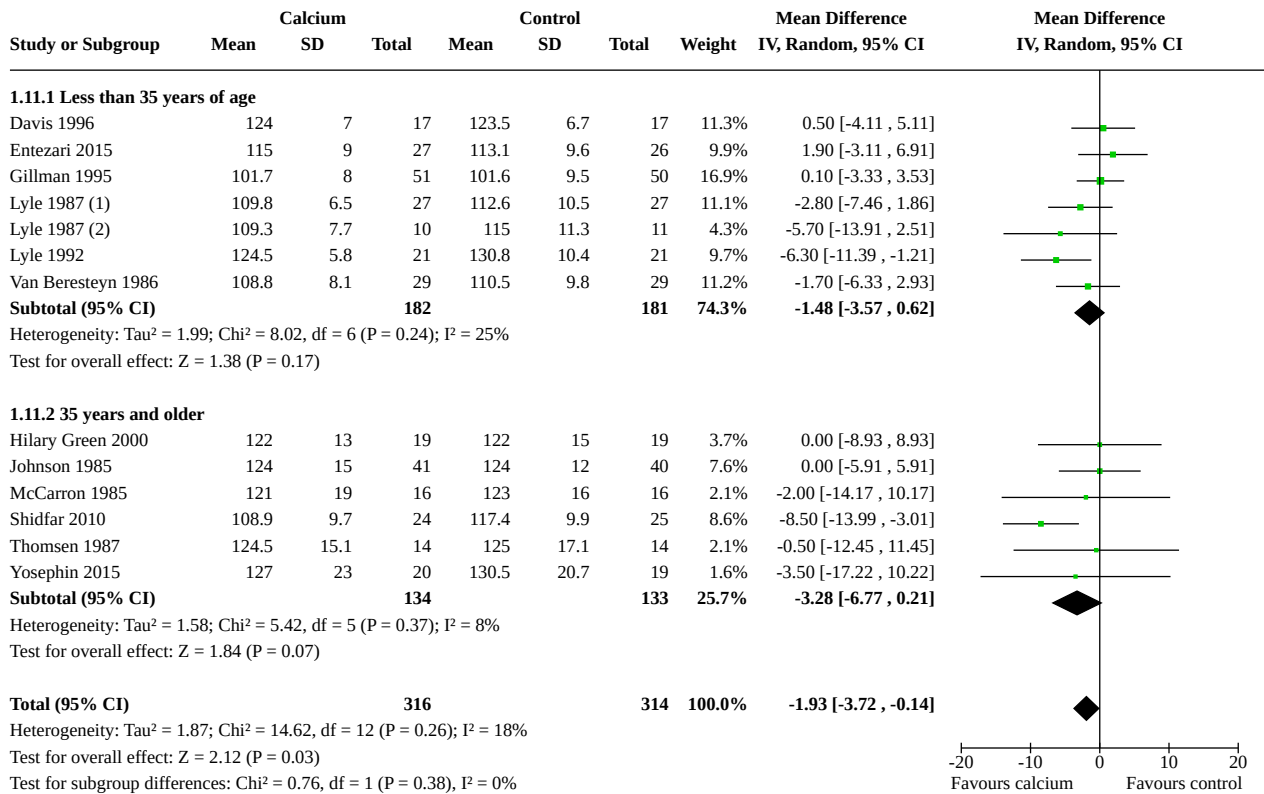 Calcium Control Mean Difference Mean Difference
Study or Subgroup Mean SD Total Mean SD Total Weight IV, Random, 95% CI IV, Random, 95% CI
1.11.1 Less than 35 years of age
Davis 1996 124 7 17 123.5 6.7 17 11.3% 0.50 [-4.11 , 5.11]
Entezari 2015 115 9 27 113.1 9.6 26 9.9% 1.90 [-3.11 , 6.91]
Gillman 1995 101.7 8 51 101.6 9.5 50 16.9% 0.10 [-3.33 , 3.53]
Lyle 1987 (1) 109.8 6.5 27 112.6 10.5 27 11.1% -2.80 [-7.46 , 1.86]
Lyle 1987 (2) 109.3 7.7 10 115 11.3 11 4.3% -5.70 [-13.91 , 2.51]
Lyle 1992 124.5 5.8 21 130.8 10.4 21 9.7% -6.30 [-11.39 , -1.21]
Van Beresteyn 1986 108.8 8.1 29 110.5 9.8 29 11.2% -1.70 [-6.33 , 2.93]
Subtotal (95% CI) 182 181 74.3% -1.48 [-3.57 , 0.62]
Heterogeneity: Tau² = 1.99; Chi² = 8.02, df = 6 (P = 0.24); I² = 25%
Test for overall effect: Z = 1.38 (P = 0.17)
1.11.2 35 years and older
Hilary Green 2000 122 13 19 122 15 19 3.7% 0.00 [-8.93 , 8.93]
Johnson 1985 124 15 41 124 12 40 7.6% 0.00 [-5.91 , 5.91]
McCarron 1985 121 19 16 123 16 16 2.1% -2.00 [-14.17 , 10.17]
Shidfar 2010 108.9 9.7 24 117.4 9.9 25 8.6% -8.50 [-13.99 , -3.01]
Thomsen 1987 124.5 15.1 14 125 17.1 14 2.1% -0.50 [-12.45 , 11.45]
Yosephin 2015 127 23 20 130.5 20.7 19 1.6% -3.50 [-17.22 , 10.22]
Subtotal (95% CI) 134 133 25.7% -3.28 [-6.77 , 0.21]
Heterogeneity: Tau² = 1.58; Chi² = 5.42, df = 5 (P = 0.37); I² = 8%
Test for overall effect: Z = 1.84 (P = 0.07)
Total (95% CI) 316 314 100.0% -1.93 [-3.72 , -0.14]
Heterogeneity: Tau² = 1.87; Chi² = 14.62, df = 12 (P = 0.26); I² = 18%
Test for overall effect: Z = 2.12 (P = 0.03)
Test for subgroup differences: Chi² = 0.76, df = 1 (P = 0.38), I² = 0%
-20 -10 0 10 20
Favours calcium Favours control